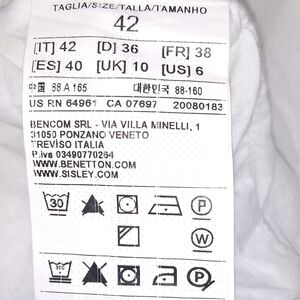 TAGLIA/SIZE/TALLA/TAMANHO
42
[IT] 42 [D] 36 [FR] 38
[ES] 40 [UK] 10 [US] 6
中国 88 A 165 대한민국 88-160
US RN 64961 CA 07697 20080183
BENCOM SRL - VIA VILLA MINELLI, 1
31050 PONZANO VENETO
TREVISO ITALIA
P.iva 03490770264
WWW.BENETTON.COM
WWW.SISLEY.COM
30 P
W
P